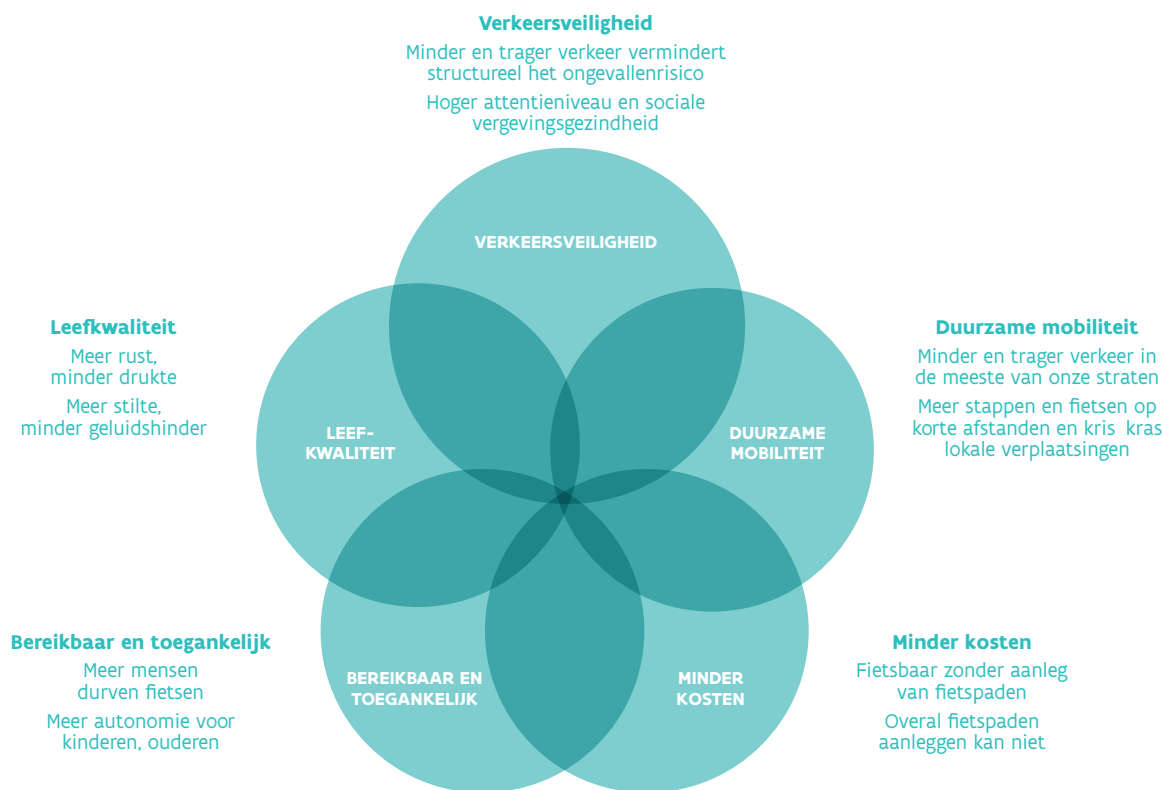 Verkeersveiligheid
Minder en trager verkeer vermindert
structureel het ongevallenrisico
Hoger attentieniveau en sociale
vergevingsgezindheid
VERKEERSVEILIGHEID
Leefkwaliteit
Meer rust,
minder drukte
Meer stilte,
minder geluidshinder
LEEF-
KWALITEIT
DUURZAME
MOBILITEIT
Duurzame mobiliteit
Minder en trager verkeer in
de meeste van onze straten
Meer stappen en fietsen op
korte afstanden en kris kras
lokale verplaatsingen
Bereikbaar en toegankelijk
Meer mensen
durven fietsen
Meer autonomie voor
kinderen, ouderen
BEREIKBAAR EN
TOEGANKELIJK
MINDER
KOSTEN
Minder kosten
Fietsbaar zonder aanleg
van fietspaden
Overal fietspaden
aanleggen kan niet